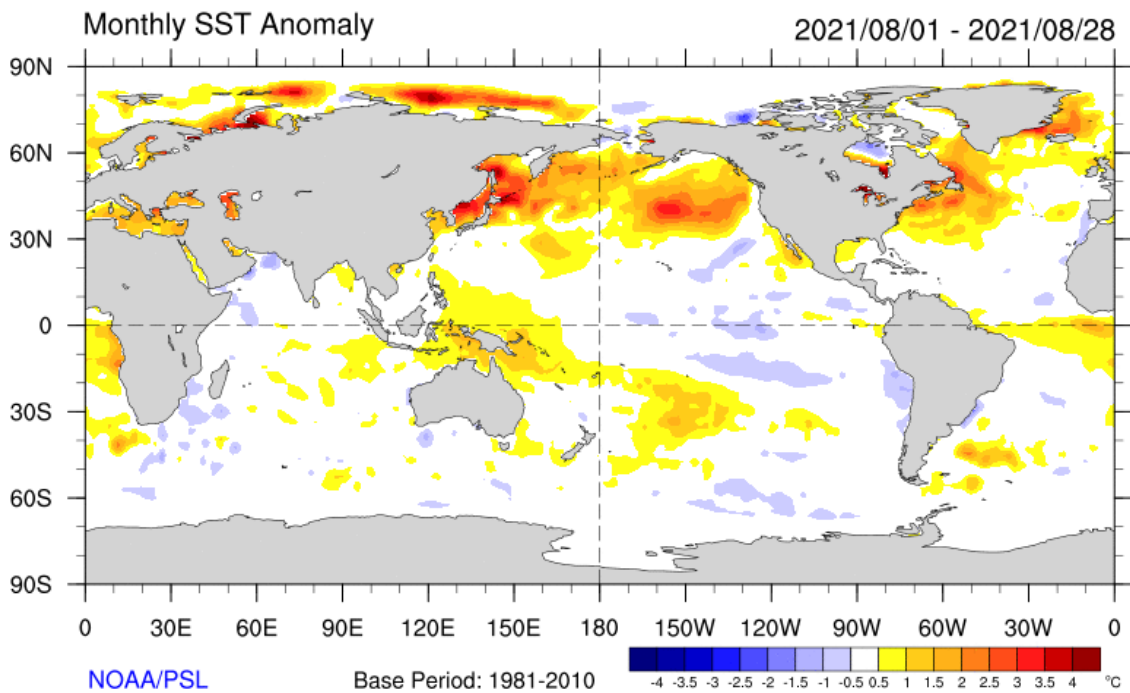 Monthly SST Anomaly 2021/08/01 - 2021/08/28
90N
60N
30N
0
30S
60S
90S
0 30E 60E 90E 120E 150E 180 150W 120W 90W 60W 30W 0
NOAA/PSL Base Period: 1981-2010
-4 -3.5 -3 -2.5 -2 -1.5 -1 -0.5 0.5 1 1.5 2 2.5 3 3.5 4 °C